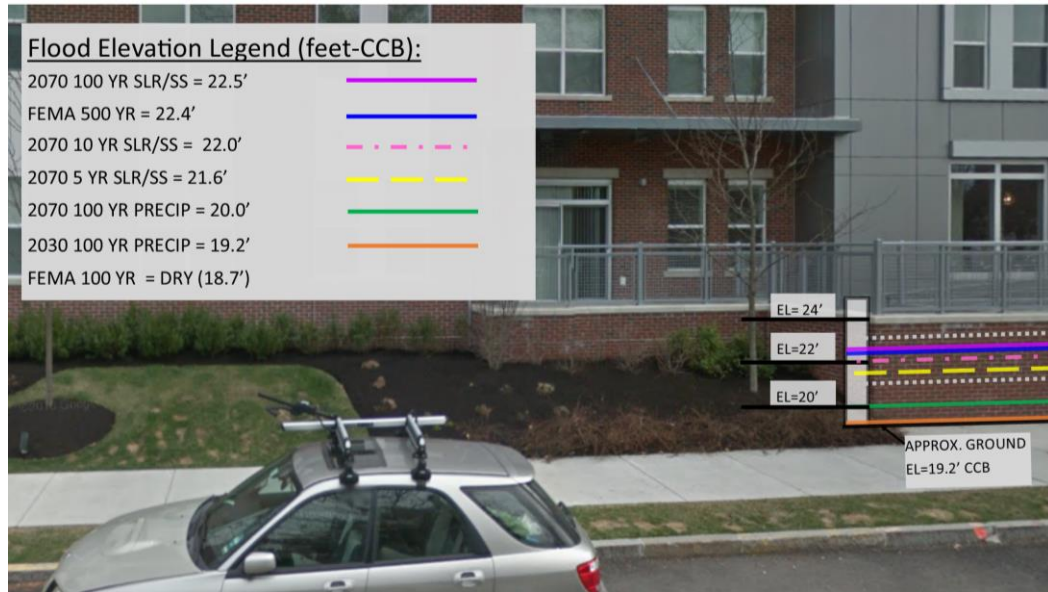 Flood Elevation Legend (feet-CCB):
2070 100 YR SLR/SS = 22.5’
FEMA 500 YR = 22.4’
2070 10 YR SLR/SS = 22.0’
2070 5 YR SLR/SS = 21.6’
2070 100 YR PRECIP = 20.0’
2030 100 YR PRECIP = 19.2’
FEMA 100 YR = DRY (18.7’)
EL= 24’
EL=22’
EL=20’
APPROX. GROUND
EL=19.2’ CCB